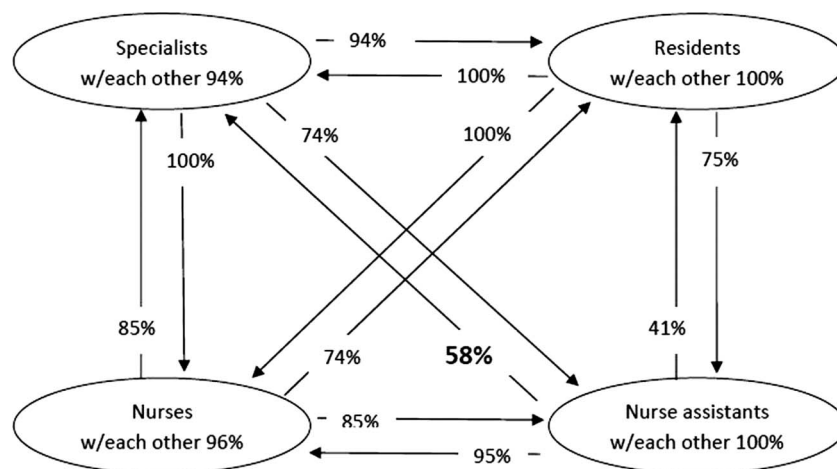 Specialists
w/each other 94%
94%
Residents
w/each other 100%
100%
74%
100%
100%
75%
85%
74%
58%
41%
Nurses
w/each other 96%
85%
Nurse assistants
w/each other 100%
95%